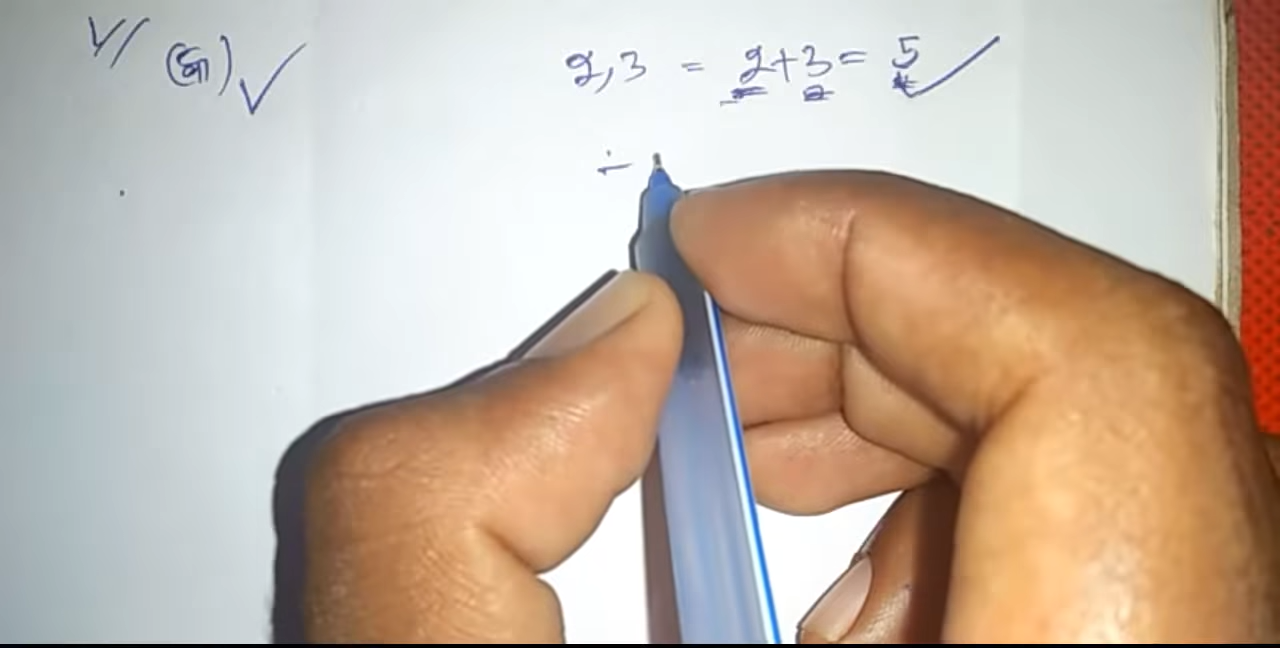 V/ (क) ✓ 2,3 = 2+3= 5 ✓
÷